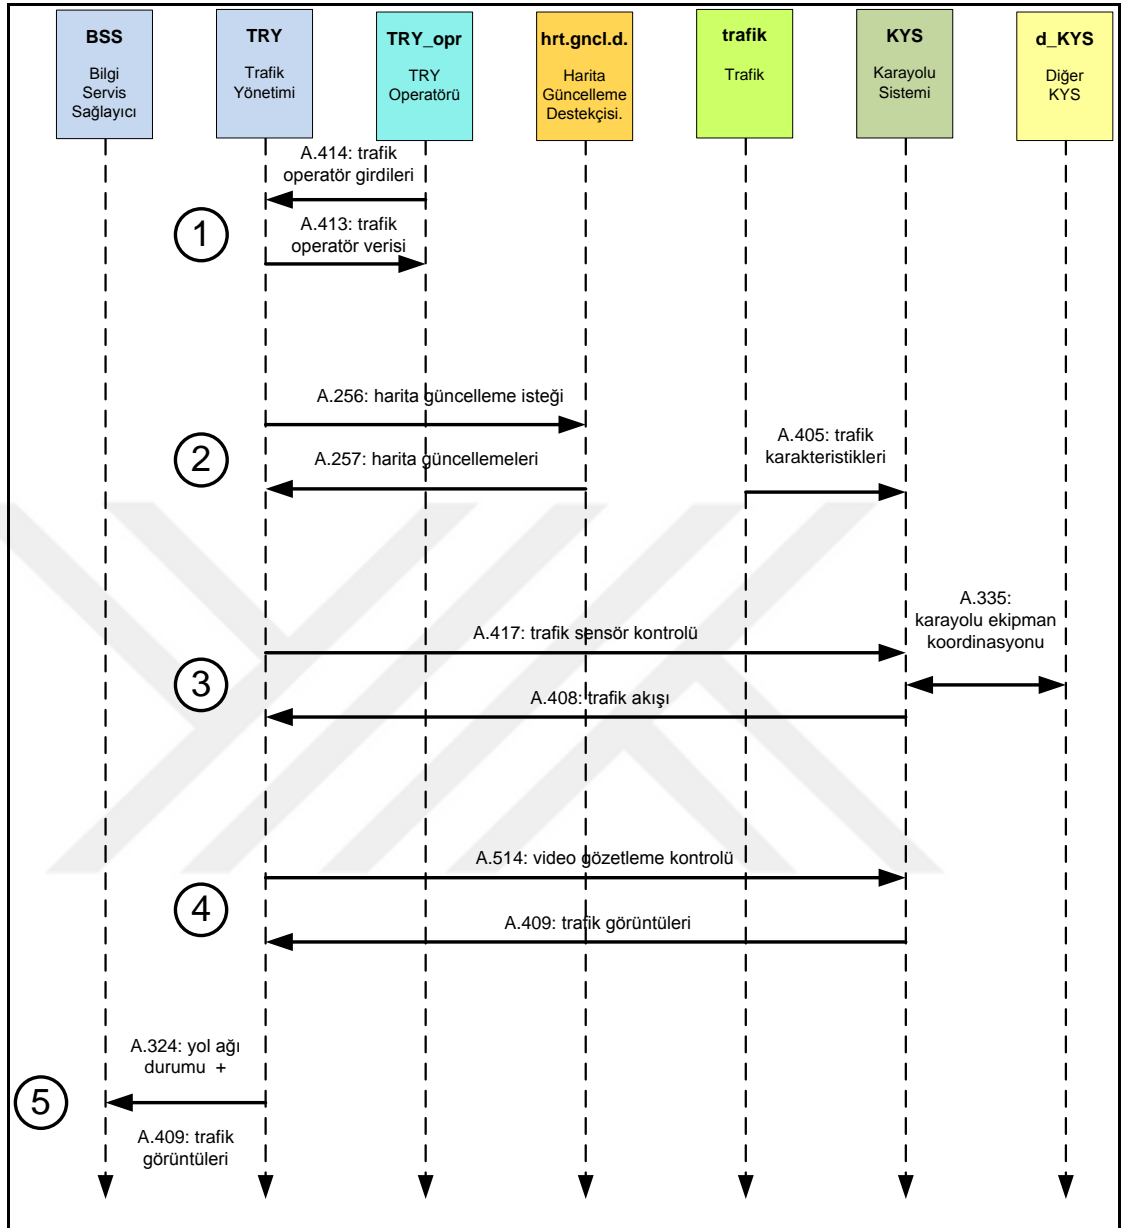 BSS
Bilgi
Servis
Sağlayıcı
TRY
Trafik
Yönetimi
TRY_opr
TRY
Operatörü
hrt.gncl.d.
Harita
Güncelleme
Destekçisi.
trafik
Trafik
KYS
Karayolu
Sistemi
d_KYS
Diğer
KYS
A.414: trafik
operatör girdileri
1
A.413: trafik
operatör verisi
A.256: harita güncelleme isteği
2
A.257: harita güncellemeleri
A.405: trafik
karakteristikleri
A.335:
karayolu ekipman
koordinasyonu
A.417: trafik sensör kontrolü
3
A.408: trafik akışı
A.514: video gözetleme kontrolü
4
A.409: trafik görüntüleri
A.324: yol ağı
durumu +
5
A.409: trafik
görüntüleri